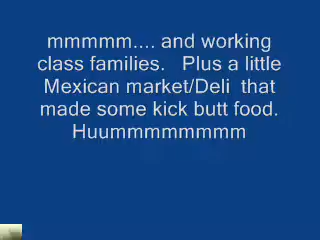 mmmmm.... and working
class families.   Plus a little
Mexican market/Deli  that
made some kick butt food.
Huummmmmmmm